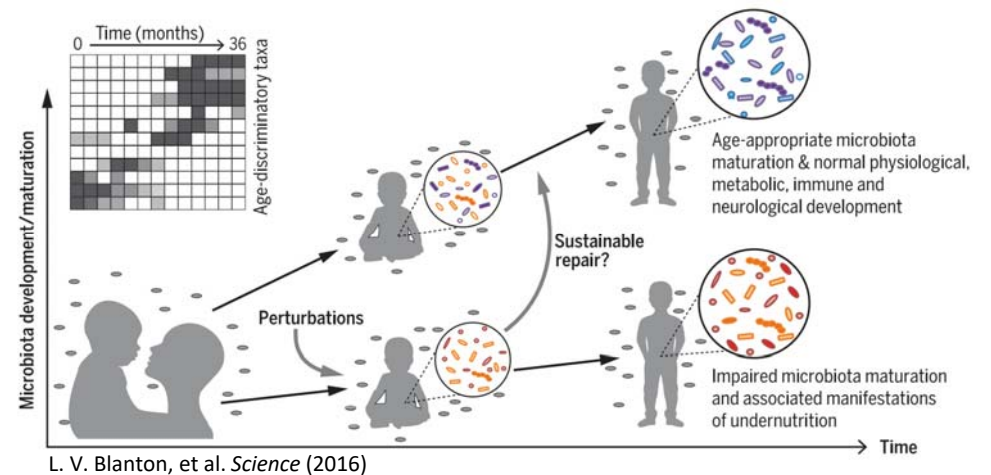 Time (months)
0 36
Age-discriminatory taxa
Microbiota development/maturation
Age-appropriate microbiota
maturation & normal physiological,
metabolic, immune and
neurological development
Sustainable
repair?
Perturbations
Impaired microbiota maturation
and associated manifestations
of undernutrition
Time
L. V. Blanton, et al. Science (2016)